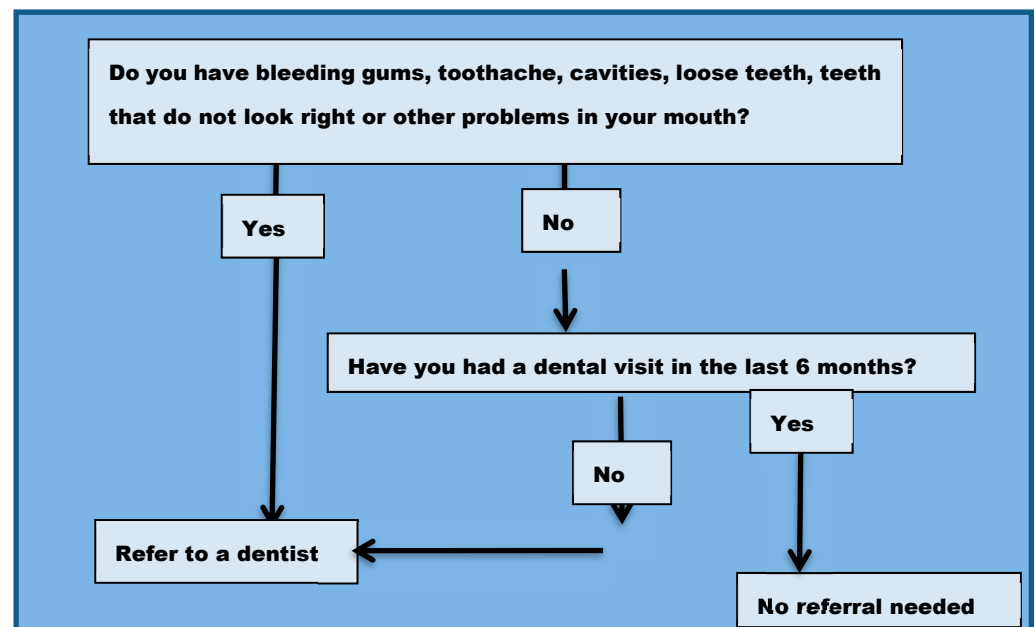 Do you have bleeding gums, toothache, cavities, loose teeth, teeth
that do not look right or other problems in your mouth?
Yes
No
Have you had a dental visit in the last 6 months?
Yes
No
Refer to a dentist
No referral needed